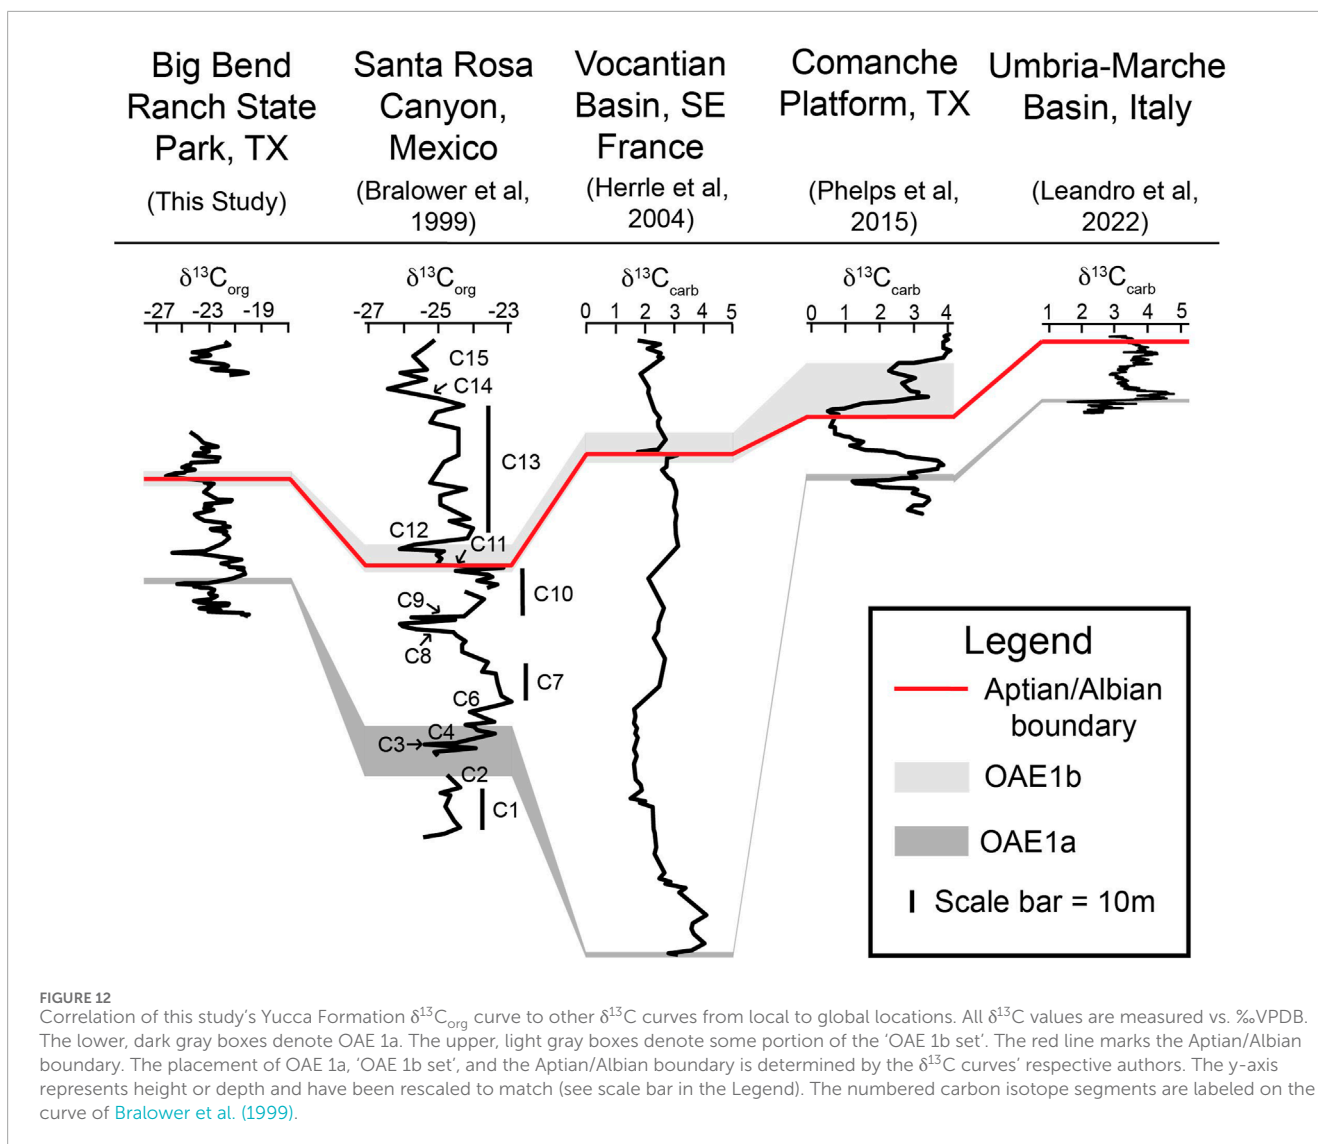 Big Bend
Ranch State
Park, TX
(This Study)
Santa Rosa
Canyon,
Mexico
(Bralower et al,
1999)
Vocantian
Basin, SE
France
(Herrle et al,
2004)
Comanche
Platform, TX
(Phelps et al,
2015)
Umbria-Marche
Basin, Italy
(Leandro et al,
2022)
δ13Corg
-27 -23 -19
δ13Corg
-27 -25 -23
δ13Ccarb
0 1 2 3 4 5
δ13Ccarb
0 1 2 3 4
δ13Ccarb
1 2 3 4 5
C15
C14
C13
C12
C11
C10
C9
C8
C7
C6
C4
C3
C2
C1
Legend
Aptian/Albian
boundary
OAE1b
OAE1a
Scale bar = 10m
FIGURE 12
Correlation of this study's Yucca Formation δ13Corg curve to other δ13C curves from local to global locations. All δ13C values are measured vs. ‰VPDB.
The lower, dark gray boxes denote OAE 1a. The upper, light gray boxes denote some portion of the 'OAE 1b set'. The red line marks the Aptian/Albian
boundary. The placement of OAE 1a, 'OAE 1b set', and the Aptian/Albian boundary is determined by the δ13C curves' respective authors. The y-axis
represents height or depth and have been rescaled to match (see scale bar in the Legend). The numbered carbon isotope segments are labeled on the
curve of Bralower et al. (1999).